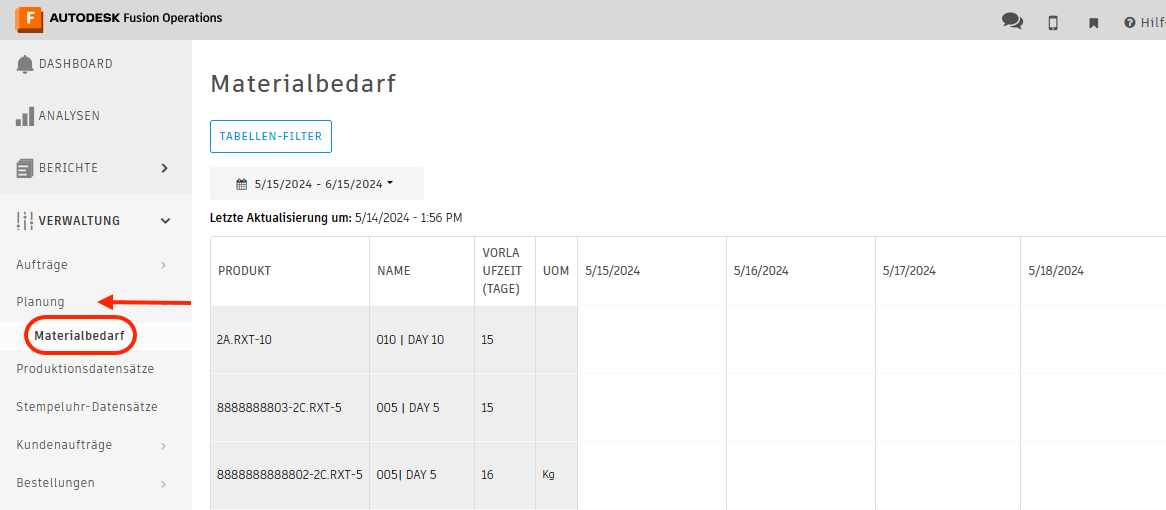 F AUTODESK Fusion Operations
Hilf
DASHBOARD
ANALYSEN
BERICHTE
VERWALTUNG
Aufträge
Planung
Materialbedarf
Produktionsdatensätze
Stempeluhr-Datensätze
Kundenaufträge
Bestellungen
Materialbedarf
TABELLEN-FILTER
5/15/2024 - 6/15/2024
Letzte Aktualisierung um: 5/14/2024 - 1:56 PM
PRODUKT NAME VORLA
UFZEIT
(TAGE) UOM 5/15/2024 5/16/2024 5/17/2024 5/18/2024
2A.RXT-10 010 | DAY 10 15
8888888803-2C.RXT-5 005 | DAY 5 15
8888888888802-2C.RXT-5 005| DAY 5 16 Kg